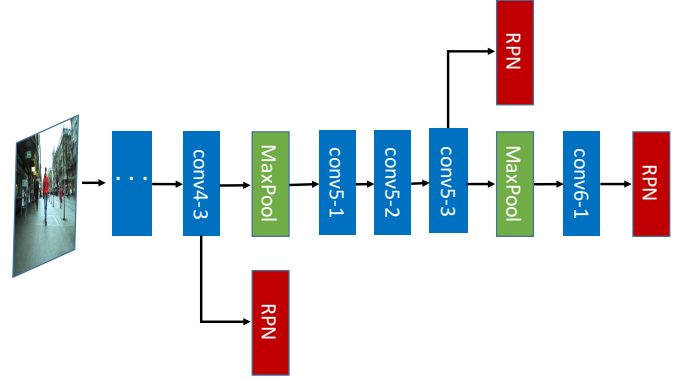 RPN
. . .
conv4-3
MaxPool
conv5-1
conv5-2
conv5-3
MaxPool
conv6-1
RPN
RPN